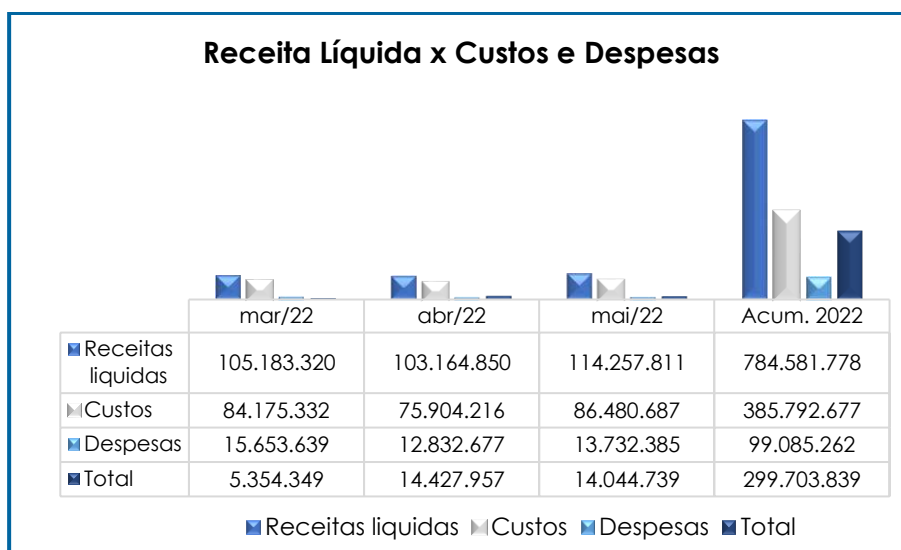 Receita Líquida x Custos e Despesas
mar/22 abr/22 mai/22 Acum. 2022
Receitas
liquidas 105.183.320 103.164.850 114.257.811 784.581.778
Custos 84.175.332 75.904.216 86.480.687 385.792.677
Despesas 15.653.639 12.832.677 13.732.385 99.085.262
Total 5.354.349 14.427.957 14.044.739 299.703.839
Receitas liquidas Custos Despesas Total